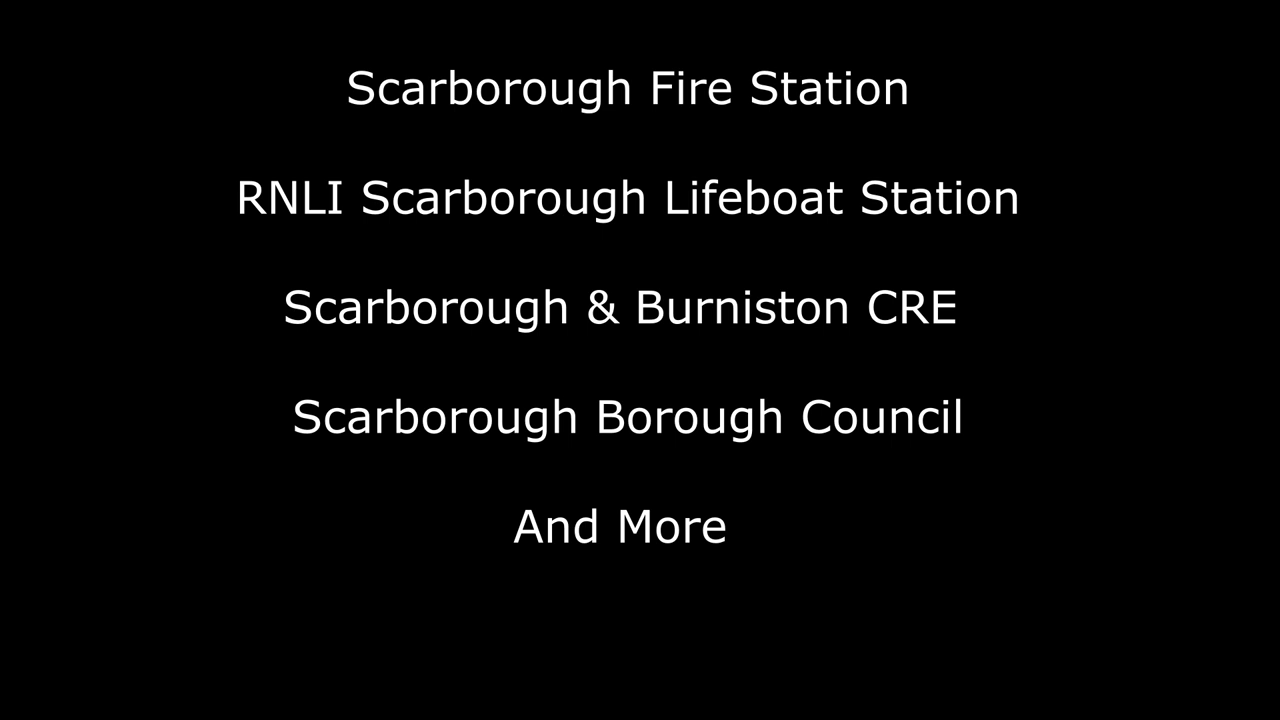 Scarborough Fire Station
RNLI Scarborough Lifeboat Station
Scarborough & Burniston CRE
Scarborough Borough Council
And More